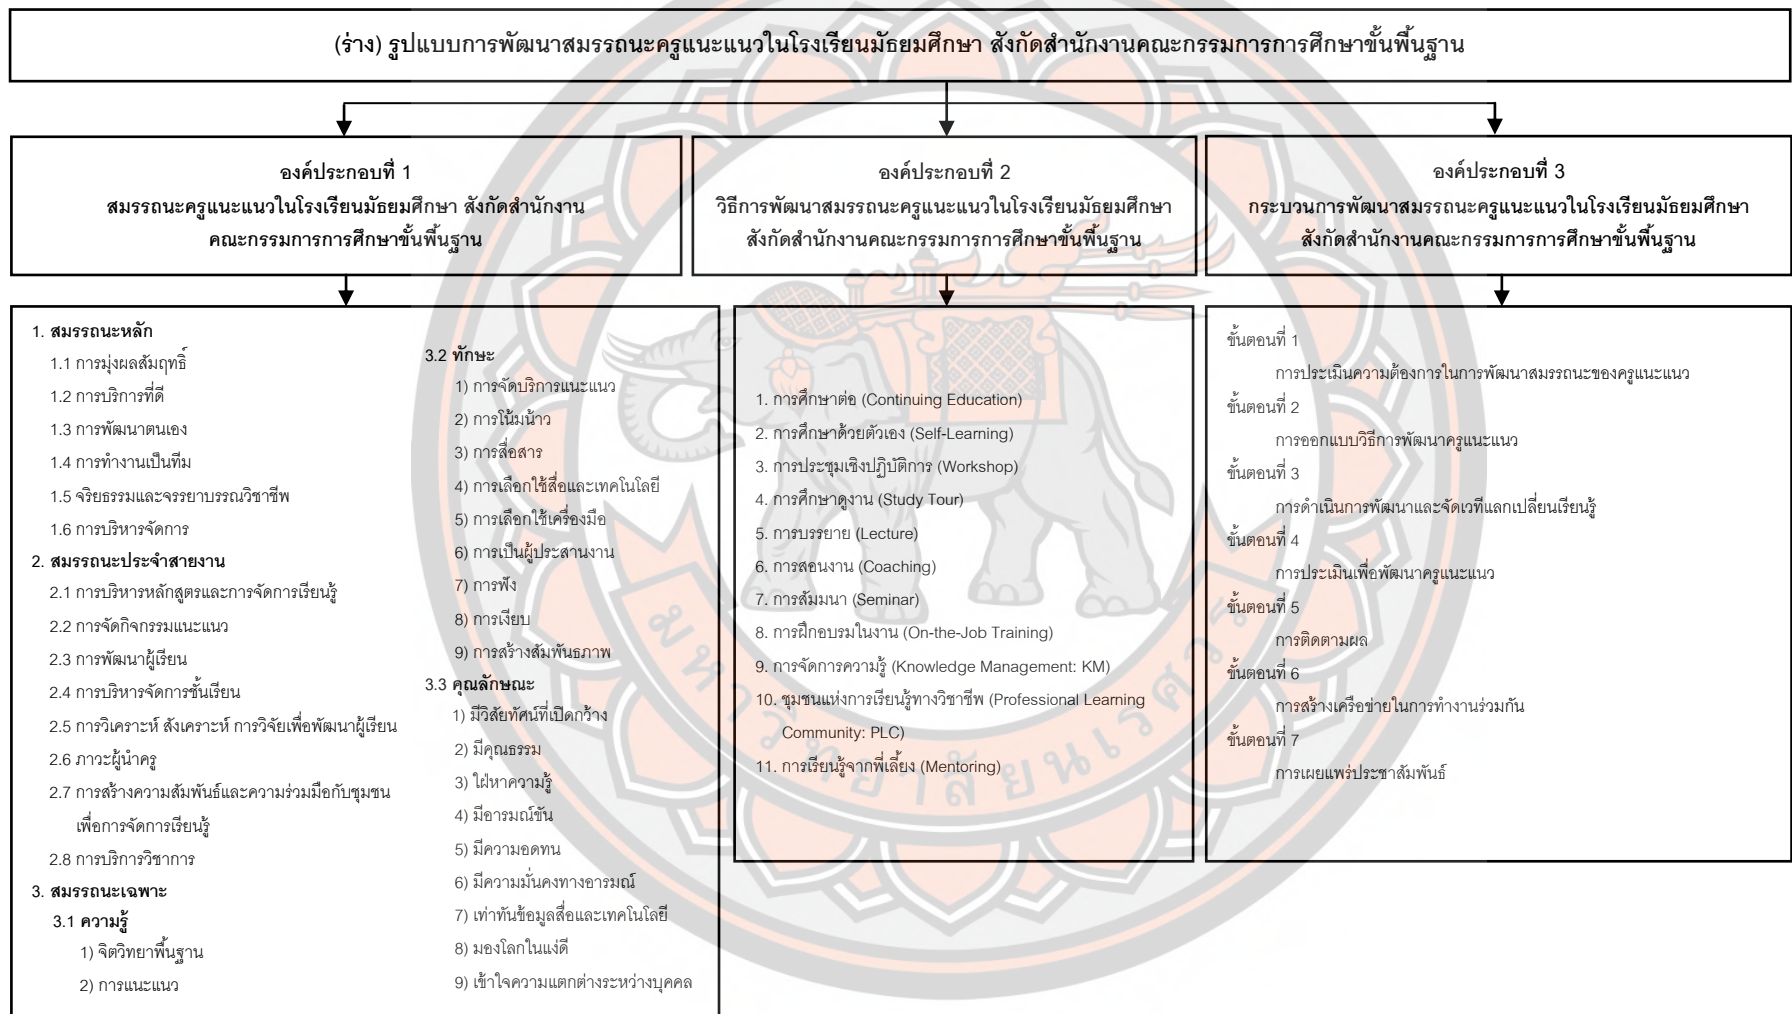 (ร่าง) รูปแบบการพัฒนาสมรรถนะครูแนะแนวในโรงเรียนมัธยมศึกษา สังกัดสำนักงานคณะกรรมการการศึกษาขั้นพื้นฐาน
องค์ประกอบที่ 1
สมรรถนะครูแนะแนวในโรงเรียนมัธยมศึกษา สังกัดสำนักงาน
คณะกรรมการการศึกษาขั้นพื้นฐาน
องค์ประกอบที่ 2
วิธีการพัฒนาสมรรถนะครูแนะแนวในโรงเรียนมัธยมศึกษา
สังกัดสำนักงานคณะกรรมการการศึกษาขั้นพื้นฐาน
องค์ประกอบที่ 3
กระบวนการพัฒนาสมรรถนะครูแนะแนวในโรงเรียนมัธยมศึกษา
สังกัดสำนักงานคณะกรรมการการศึกษาขั้นพื้นฐาน
1. สมรรถนะหลัก
1.1 การมุ่งผลสัมฤทธิ์
1.2 การบริการที่ดี
1.3 การพัฒนาตนเอง
1.4 การทำงานเป็นทีม
1.5 จริยธรรมและจรรยาบรรณวิชาชีพ
1.6 การบริหารจัดการ
2. สมรรถนะประจำสายงาน
2.1 การบริหารหลักสูตรและการจัดการเรียนรู้
2.2 การจัดกิจกรรมแนะแนว
2.3 การพัฒนาผู้เรียน
2.4 การบริหารจัดการชั้นเรียน
2.5 การวิเคราะห์ สังเคราะห์ การวิจัยเพื่อพัฒนาผู้เรียน
2.6 ภาวะผู้นำครู
2.7 การสร้างความสัมพันธ์และความร่วมมือกับชุมชน
เพื่อการจัดการเรียนรู้
2.8 การบริการวิชาการ
3. สมรรถนะเฉพาะ
3.1 ความรู้
1) จิตวิทยาพื้นฐาน
2) การแนะแนว
3.2 ทักษะ
1) การจัดบริการแนะแนว
2) การโน้มน้าว
3) การสื่อสาร
4) การเลือกใช้สื่อและเทคโนโลยี
5) การเลือกใช้เครื่องมือ
6) การเป็นผู้ประสานงาน
7) การฟัง
8) การเงียบ
9) การสร้างสัมพันธภาพ
3.3 คุณลักษณะ
1) มีวิสัยทัศน์ที่เปิดกว้าง
2) มีคุณธรรม
3) ใฝ่หาความรู้
4) มีอารมณ์ขัน
5) มีความอดทน
6) มีความมั่นคงทางอารมณ์
7) เท่าทันข้อมูลสื่อและเทคโนโลยี
8) มองโลกในแง่ดี
9) เข้าใจความแตกต่างระหว่างบุคคล
1. การศึกษาต่อ (Continuing Education)
2. การศึกษาด้วยตัวเอง (Self-Learning)
3. การประชุมเชิงปฏิบัติการ (Workshop)
4. การศึกษาดูงาน (Study Tour)
5. การบรรยาย (Lecture)
6. การสอนงาน (Coaching)
7. การสัมมนา (Seminar)
8. การฝึกอบรมในงาน (On-the-Job Training)
9. การจัดการความรู้ (Knowledge Management: KM)
10. ชุมชนแห่งการเรียนรู้ทางวิชาชีพ (Professional Learning
Community: PLC)
11. การเรียนรู้จากพี่เลี้ยง (Mentoring)
ขั้นตอนที่ 1
การประเมินความต้องการในการพัฒนาสมรรถนะของครูแนะแนว
ขั้นตอนที่ 2
การออกแบบวิธีการพัฒนาครูแนะแนว
ขั้นตอนที่ 3
การดำเนินการพัฒนาและจัดเวทีแลกเปลี่ยนเรียนรู้
ขั้นตอนที่ 4
การประเมินเพื่อพัฒนาครูแนะแนว
ขั้นตอนที่ 5
การติดตามผล
ขั้นตอนที่ 6
การสร้างเครือข่ายในการทำงานร่วมกัน
ขั้นตอนที่ 7
การเผยแพร่ประชาสัมพันธ์
มหาวิทยาลัยนเรศวร